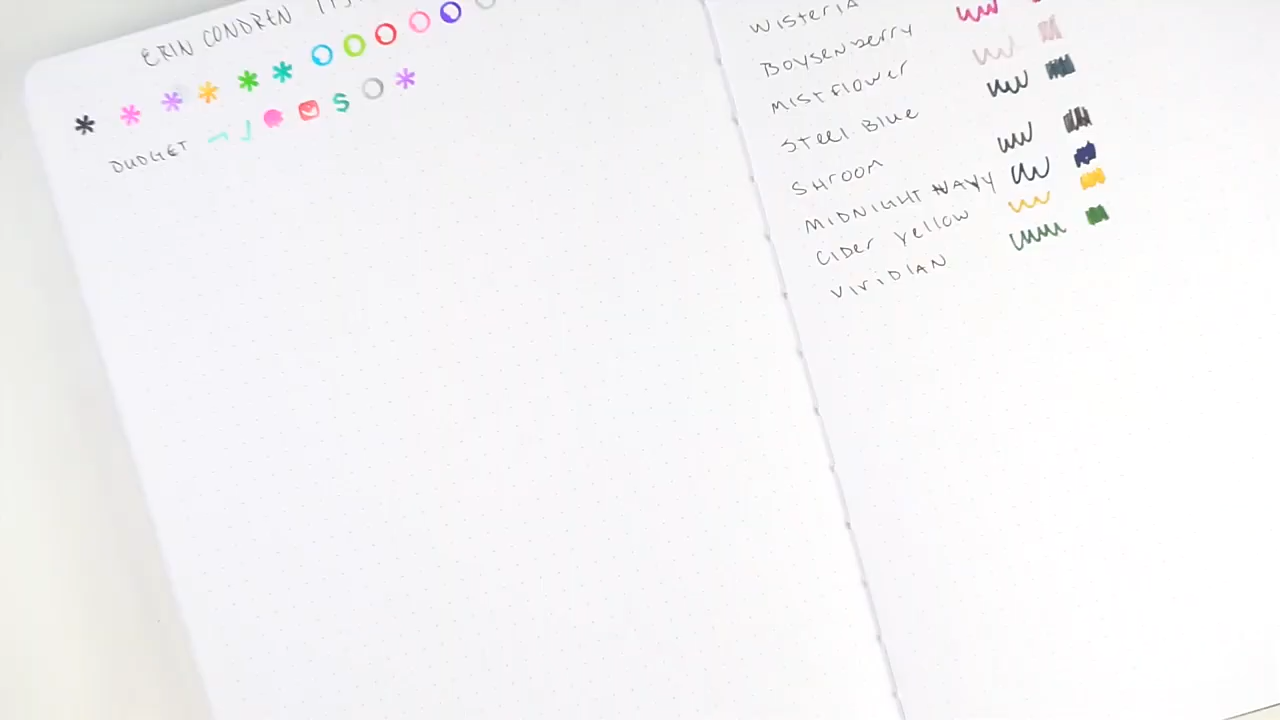 ERIN CONDREN
BUDGET
WISTERIA
BOYSENBERRY
MISTFLOWER
STEEL BLUE
SHROOM
MIDNIGHT NAVY
CIDER YELLOW
VIRIDIAN